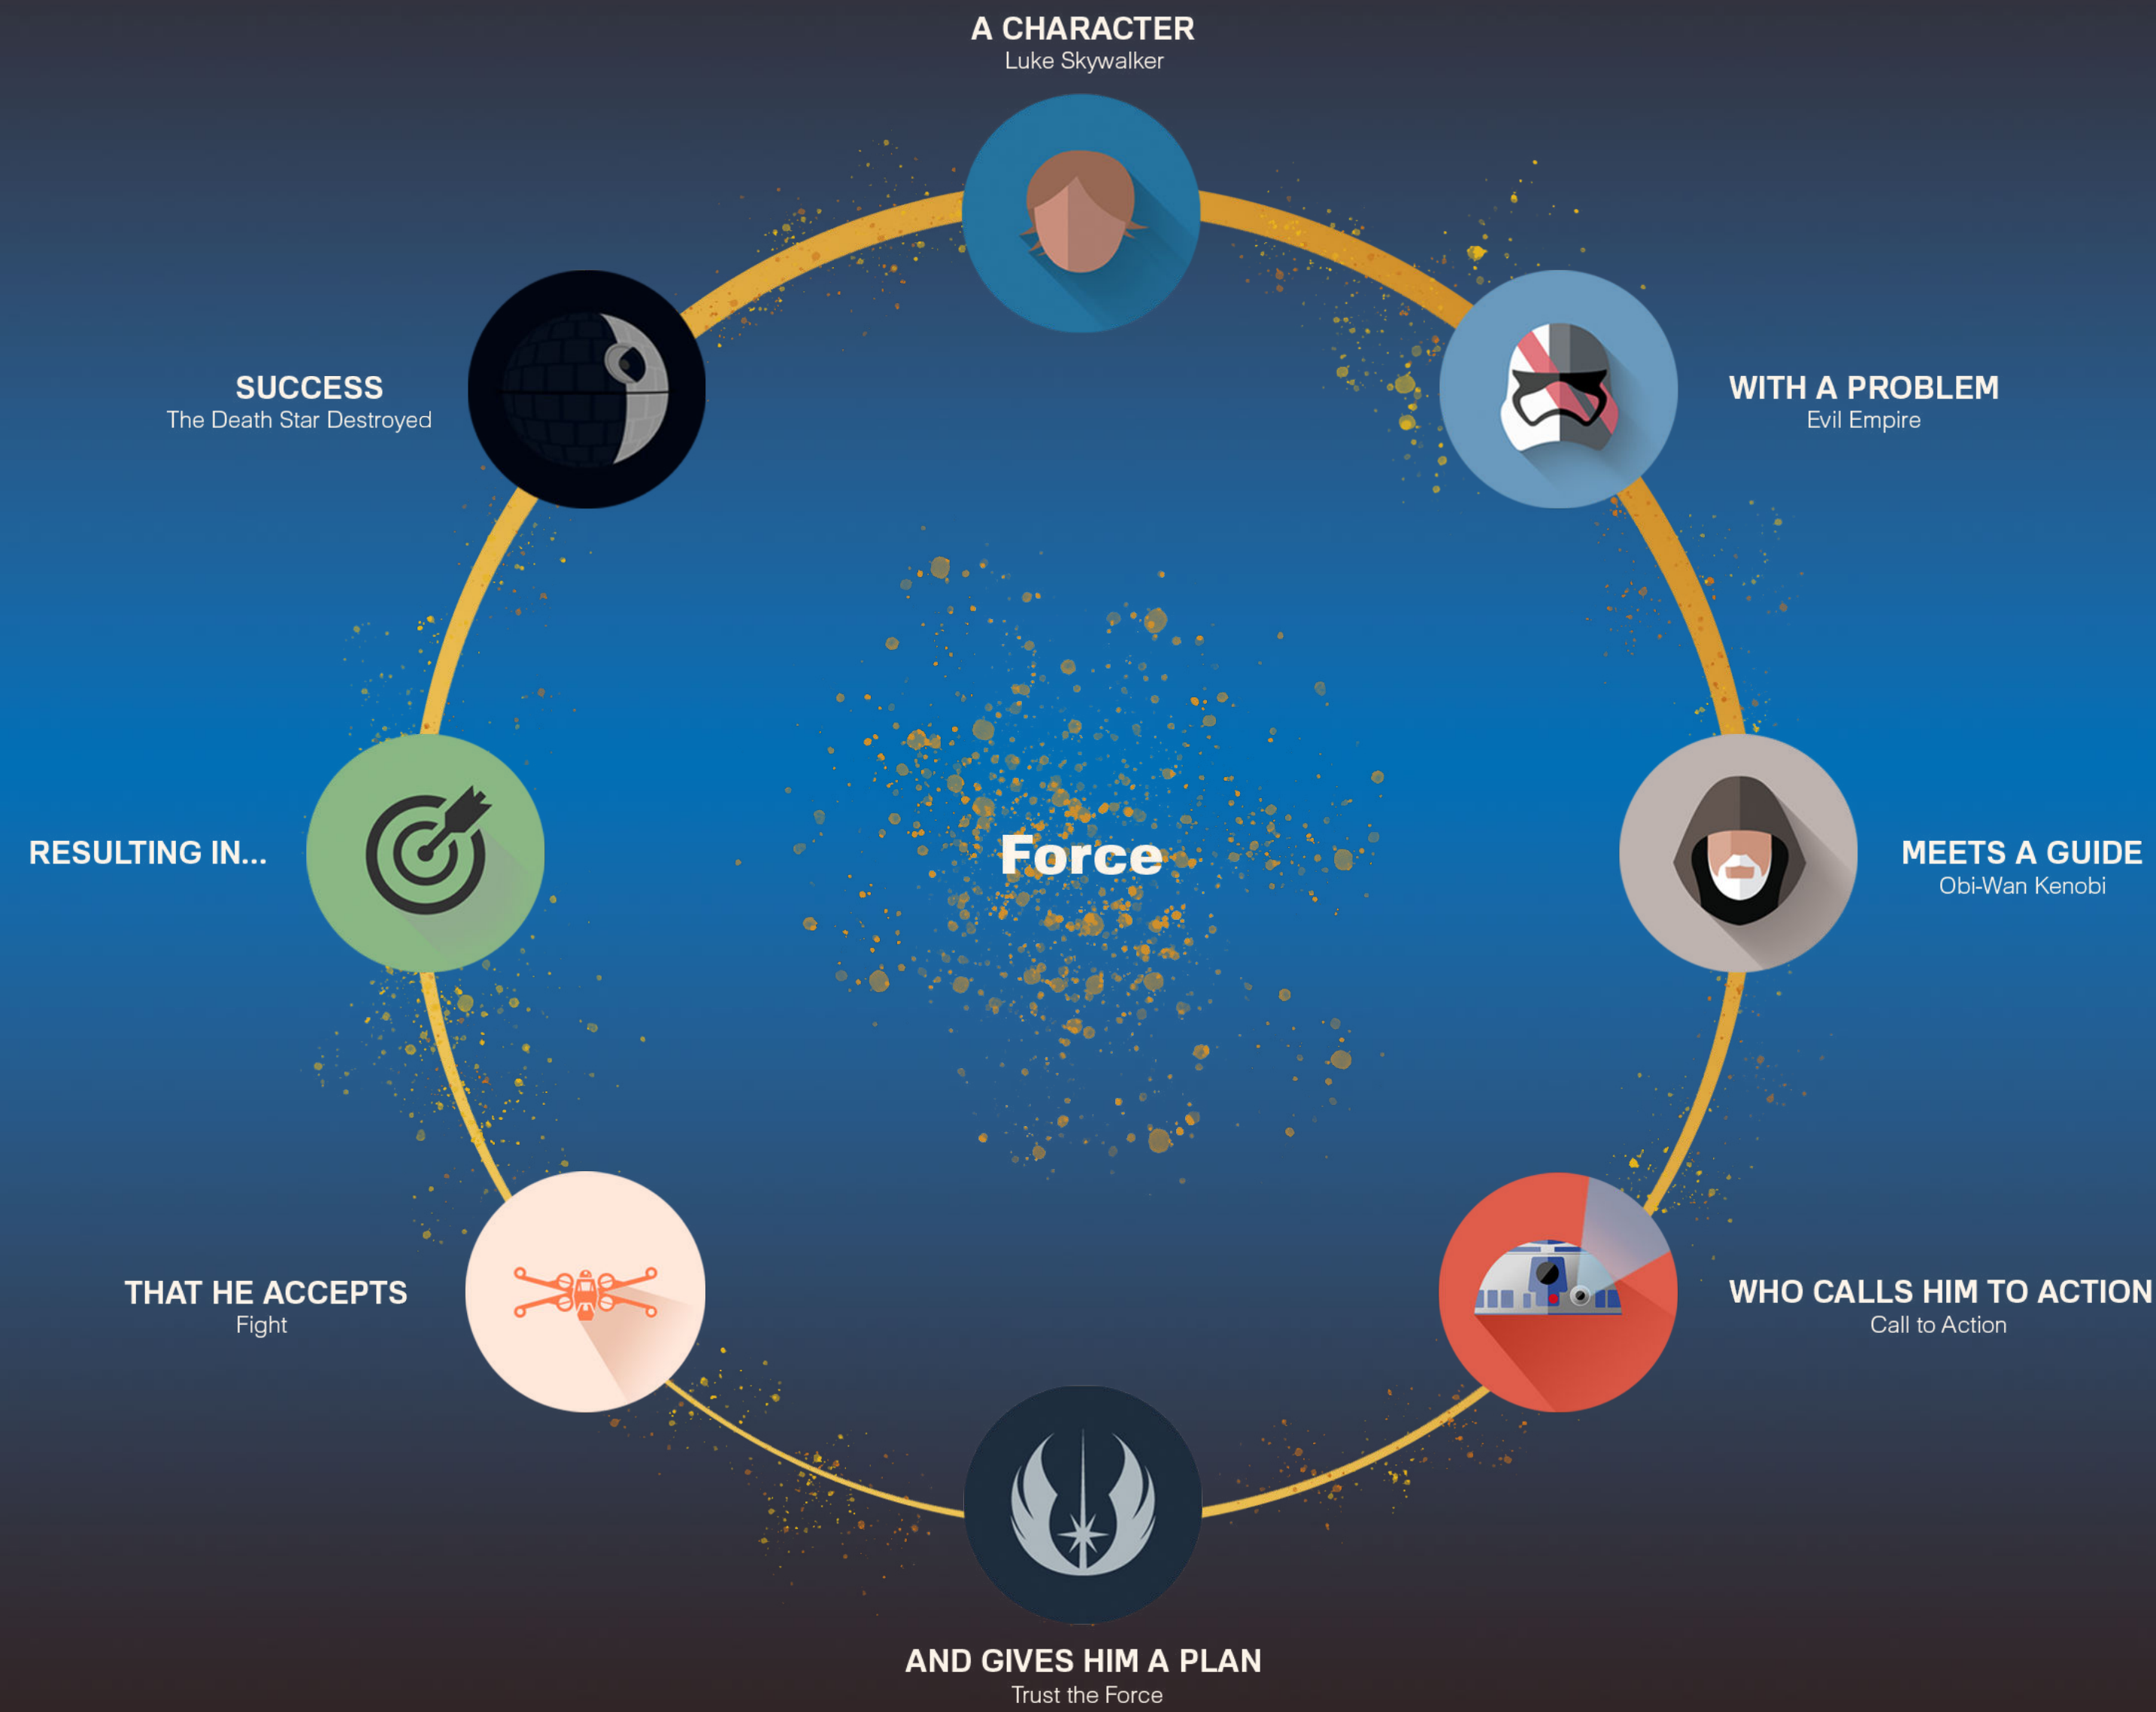 A CHARACTER
Luke Skywalker
WITH A PROBLEM
Evil Empire
MEETS A GUIDE
Obi-Wan Kenobi
WHO CALLS HIM TO ACTION
Call to Action
AND GIVES HIM A PLAN
Trust the Force
THAT HE ACCEPTS
Fight
RESULTING IN...
SUCCESS
The Death Star Destroyed
Force